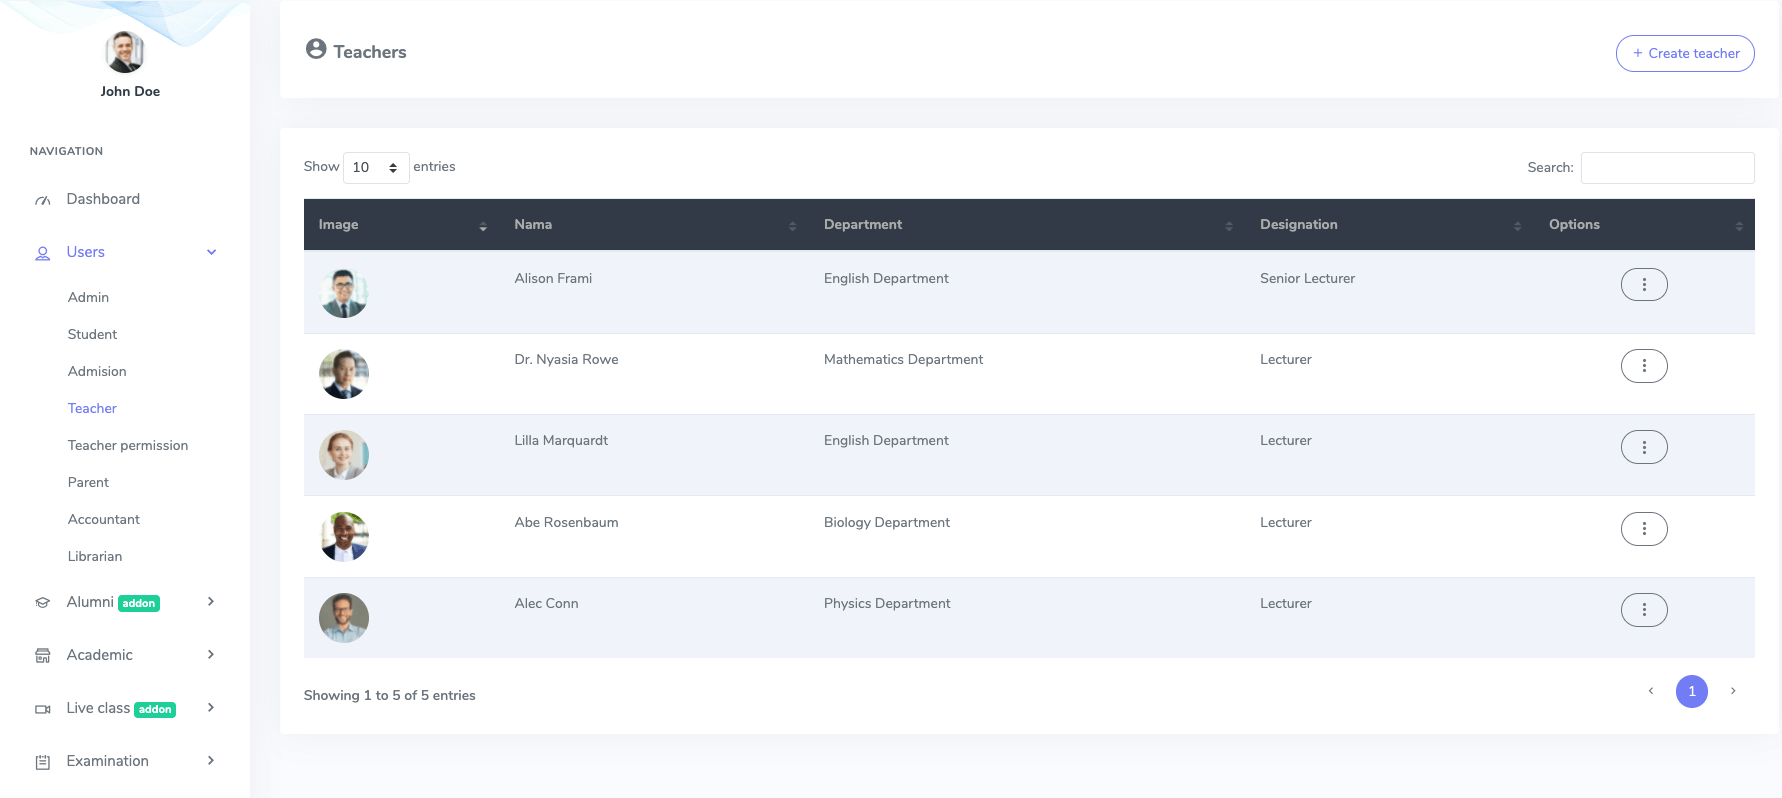 John Doe
NAVIGATION
Dashboard
Users
Admin
Student
Admision
Teacher
Teacher permission
Parent
Accountant
Librarian
Alumni addon
Academic
Live class addon
Examination
Teachers
+ Create teacher
Show 10 entries
Search:
Image Nama Department Designation Options
Alison Frami English Department Senior Lecturer
Dr. Nyasia Rowe Mathematics Department Lecturer
Lilla Marquardt English Department Lecturer
Abe Rosenbaum Biology Department Lecturer
Alec Conn Physics Department Lecturer
Showing 1 to 5 of 5 entries
‹ 1 ›